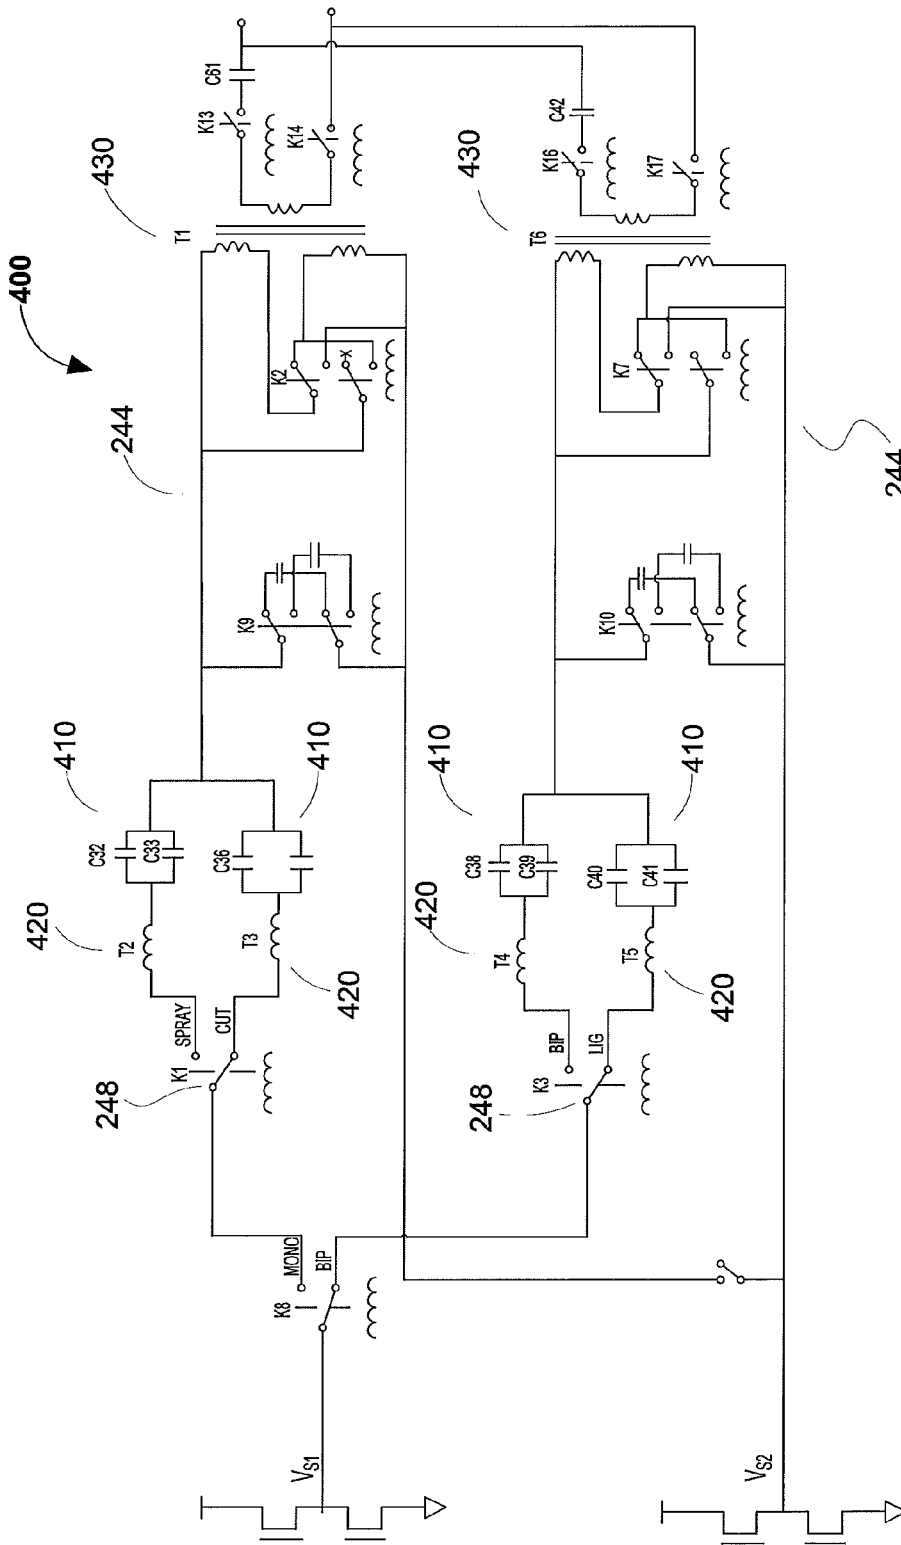 400
244
430
T1
K13
C61
K14
430
T6
K16
C42
K17
K2
x
K7
244
K9
K10
410
C32
C33
410
C36
410
C38
C39
410
C40
C41
420
T2
T3
420
420
T4
T5
420
SPRAY
CUT
K1
248
BIP
LIG
K3
248
MONO
BIP
K8
VS1
VS2